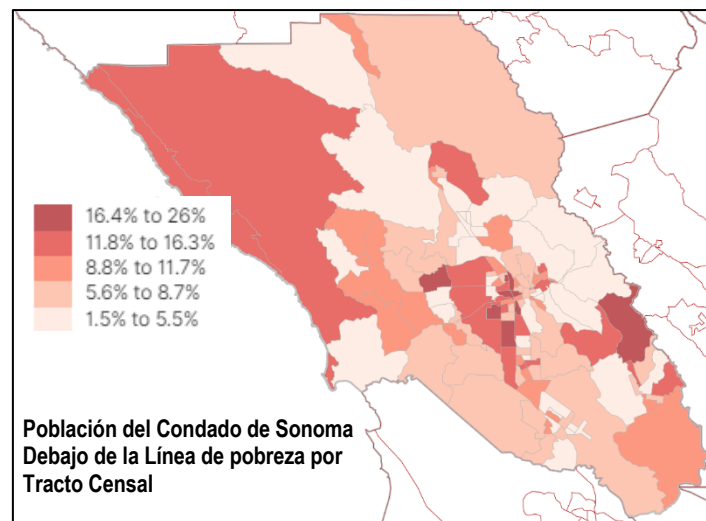 16.4% to 26%
11.8% to 16.3%
8.8% to 11.7%
5.6% to 8.7%
1.5% to 5.5%
Población del Condado de Sonoma
Debajo de la Línea de pobreza por
Tracto Censal